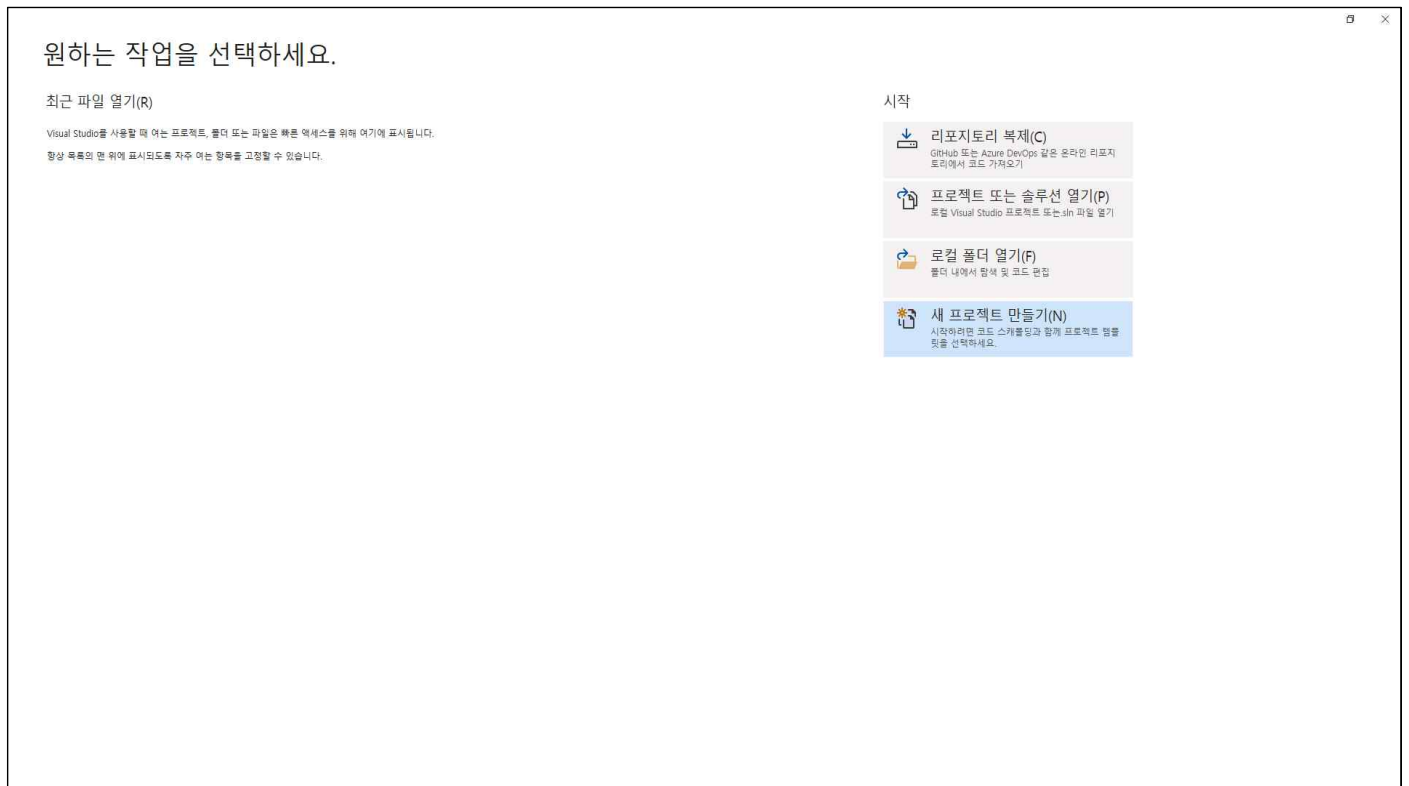 원하는 작업을 선택하세요.
최근 파일 열기(R)
Visual Studio를 사용할 때 여는 프로젝트, 폴더 또는 파일은 빠른 액세스를 위해 여기에 표시됩니다.
항상 목록의 맨 위에 표시되도록 자주 여는 항목을 고정할 수 있습니다.
시작
리포지토리 복제(C)
GitHub 또는 Azure DevOps 같은 온라인 리포지
토리에서 코드 가져오기
프로젝트 또는 솔루션 열기(P)
로컬 Visual Studio 프로젝트 또는.sln 파일 열기
로컬 폴더 열기(F)
폴더 내에서 탐색 및 코드 편집
새 프로젝트 만들기(N)
시작하려면 코드 스캐폴딩과 함께 프로젝트 템플
릿을 선택하세요.